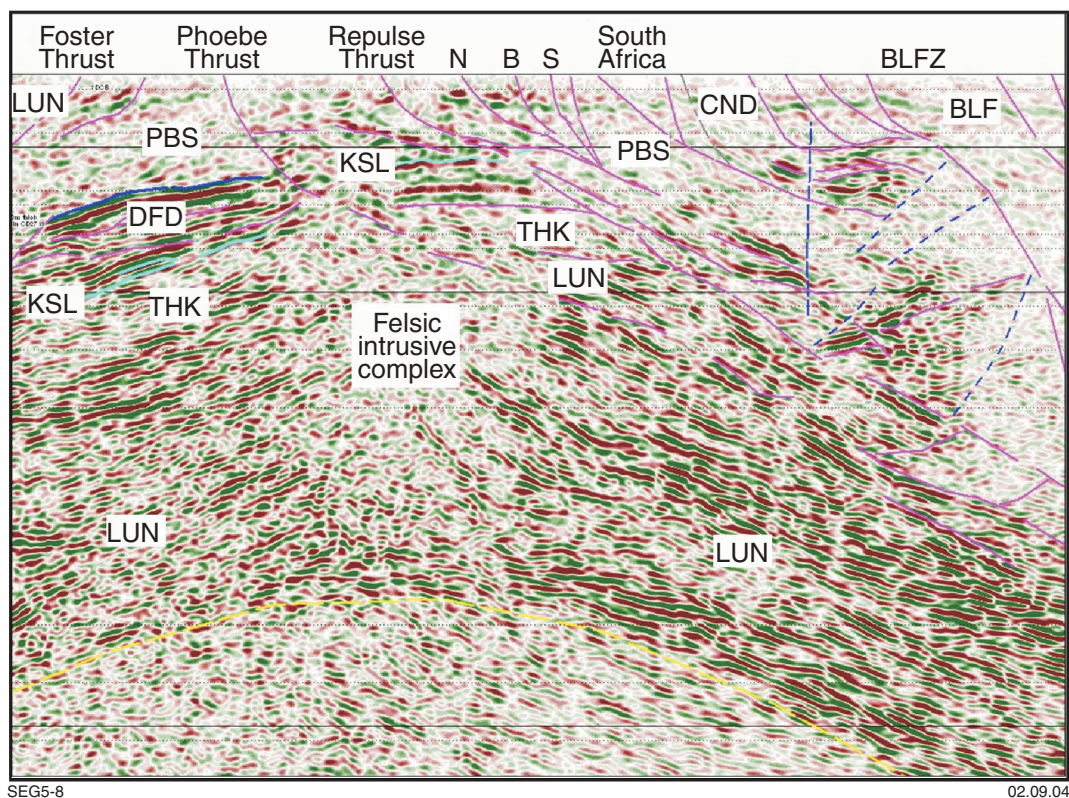 Foster Thrust
Phoebe Thrust
Repulse Thrust
N
B
S
South Africa
BLFZ
LUN
CND
BLF
PBS
KSL
PBS
DFD
THK
LUN
KSL
THK
Felsic
intrusive
complex
LUN
LUN
SEG5-8
02.09.04